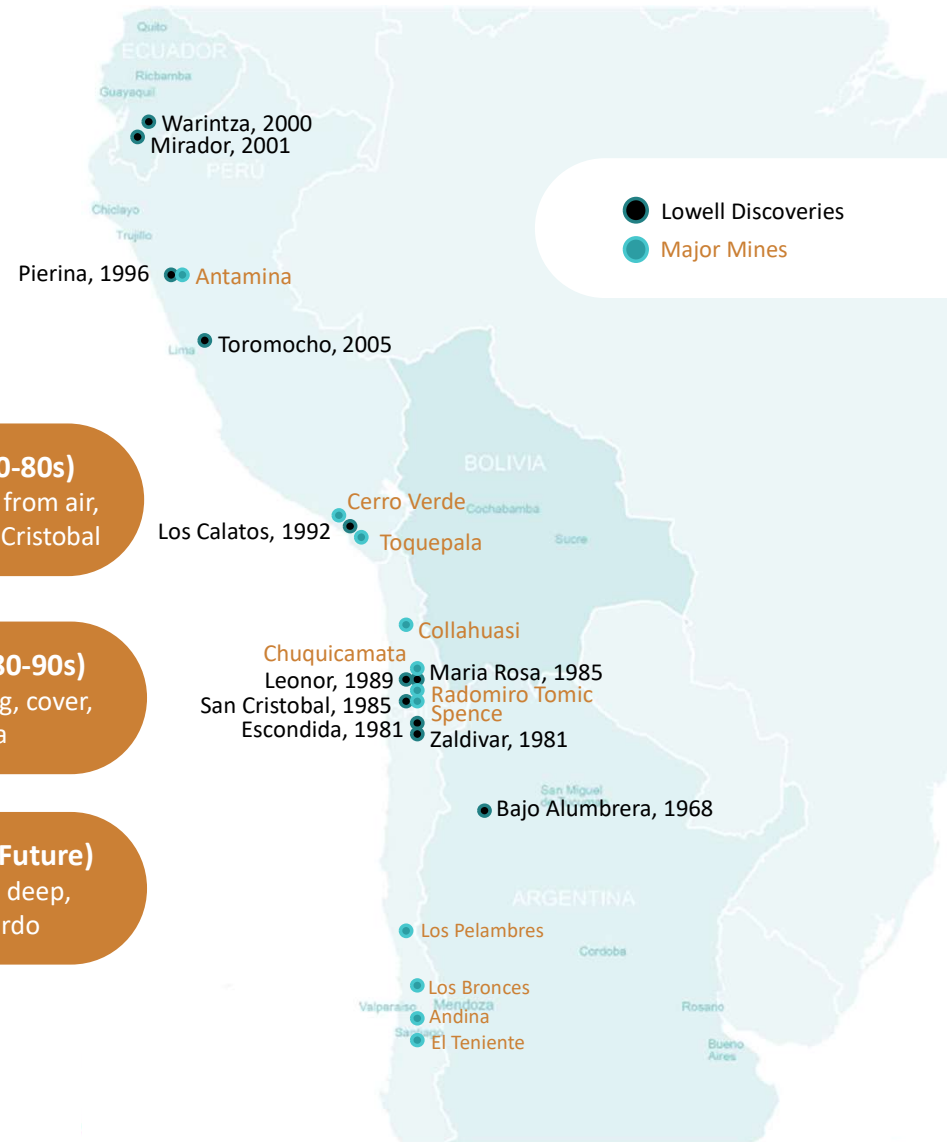 Quito
ECUADOR
Ricbamba
Guayaquil
Warintza, 2000
Mirador, 2001
PERÚ
Chicleyo
Trujillo
Lowell Discoveries
Major Mines
Pierina, 1996
Antamina
Lima
Toromocho, 2005
0-80s)
from air,
Cristobal
BOLIVIA
Cerro Verde
Cochabamba
Los Calatos, 1992
Toquepala
Sucre
Collahuasi
30-90s)
g, cover,
a
Chuquicamata
Leonor, 1989
Maria Rosa, 1985
San Cristobal, 1985
Radomiro Tomic
Spence
Escondida, 1981
Zaldivar, 1981
San Miguel
Bajo Alumbrera, 1968
Future)
deep,
rdo
ARGENTINA
Los Pelambres
Cordoba
Los Bronces
Valparaiso
Mendoza
Andina
Rosario
Santiago
El Teniente
Bueno
Aires